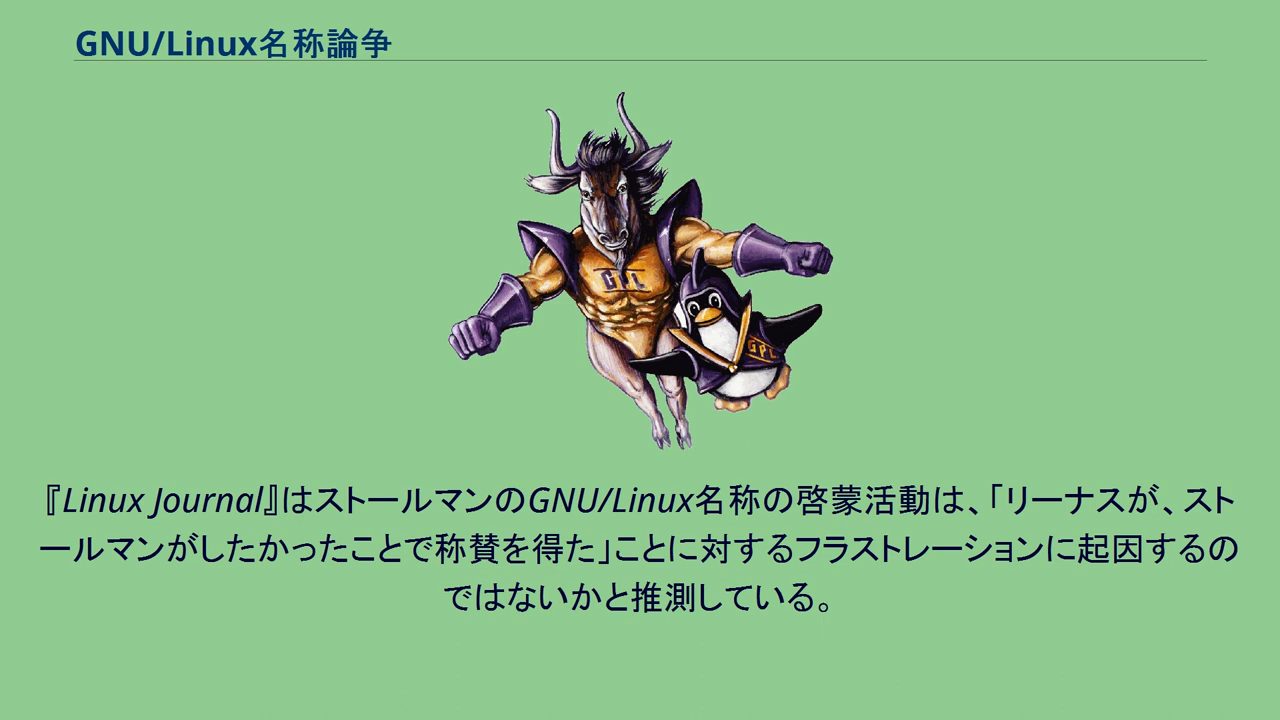 GNU/Linux名称論争
GPL
GPL
『Linux Journal』はストールマンのGNU/Linux名称の啓蒙活動は、「リーナスが、スト
ールマンがしたかったことで称賛を得た」ことに対するフラストレーションに起因するの
ではないかと推測している。